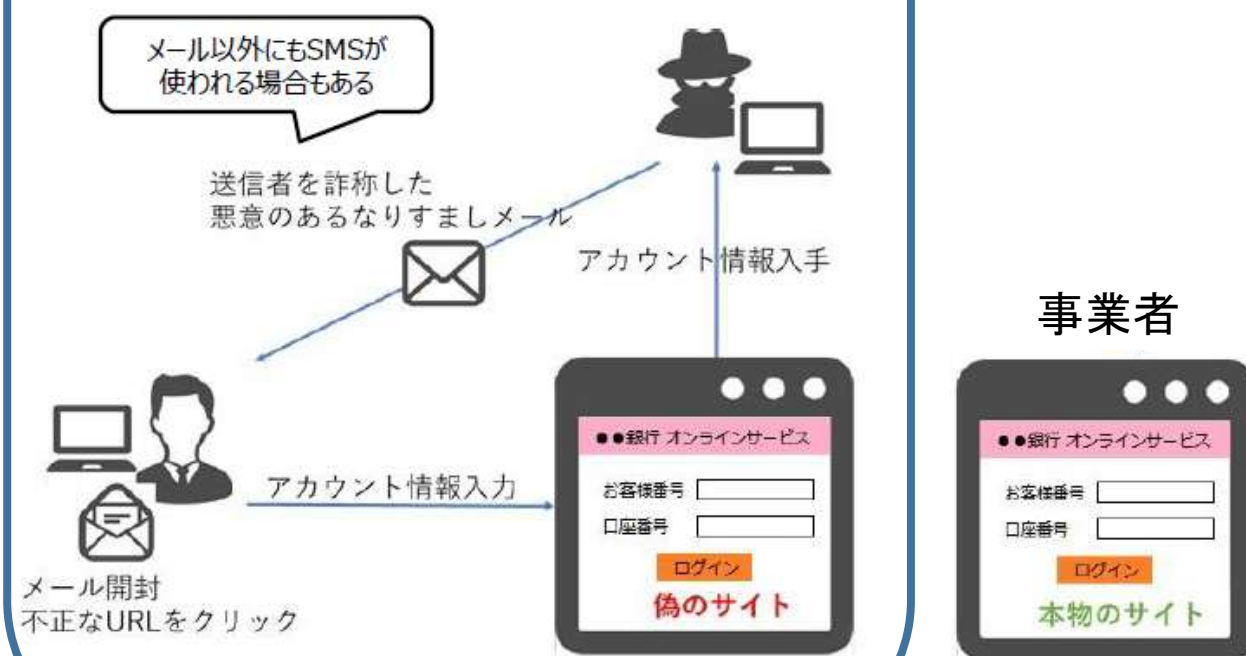 メール以外にもSMSが
使われる場合もある
送信者を詐称した
悪意のあるなりすましメール
アカウント情報入手
事業者
アカウント情報入力
メール開封
不正なURLをクリック
●●銀行 オンラインサービス
お客様番号
口座番号
ログイン
偽のサイト
●●銀行 オンラインサービス
お客様番号
口座番号
ログイン
本物のサイト